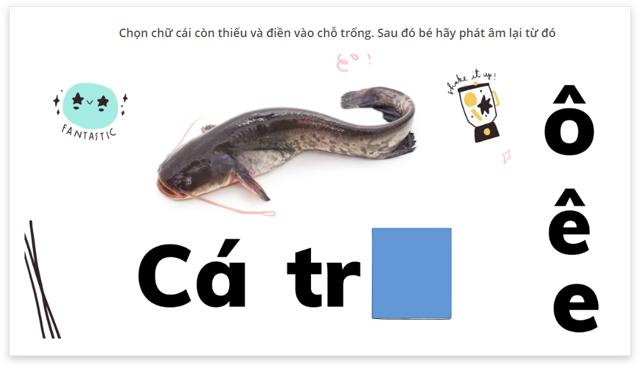 Chọn chữ cái còn thiếu và điền vào chỗ trống. Sau đó bé hãy phát âm lại từ đó
shake it up!
FANTASTIC
ô
ê
Cá tr
e